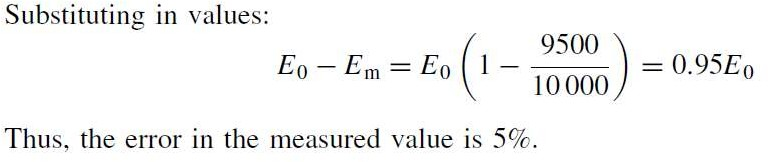 Substituting in values:
E₀ − Eₘ = E₀ (1 − 9500/10 000) = 0.95E₀
Thus, the error in the measured value is 5%.